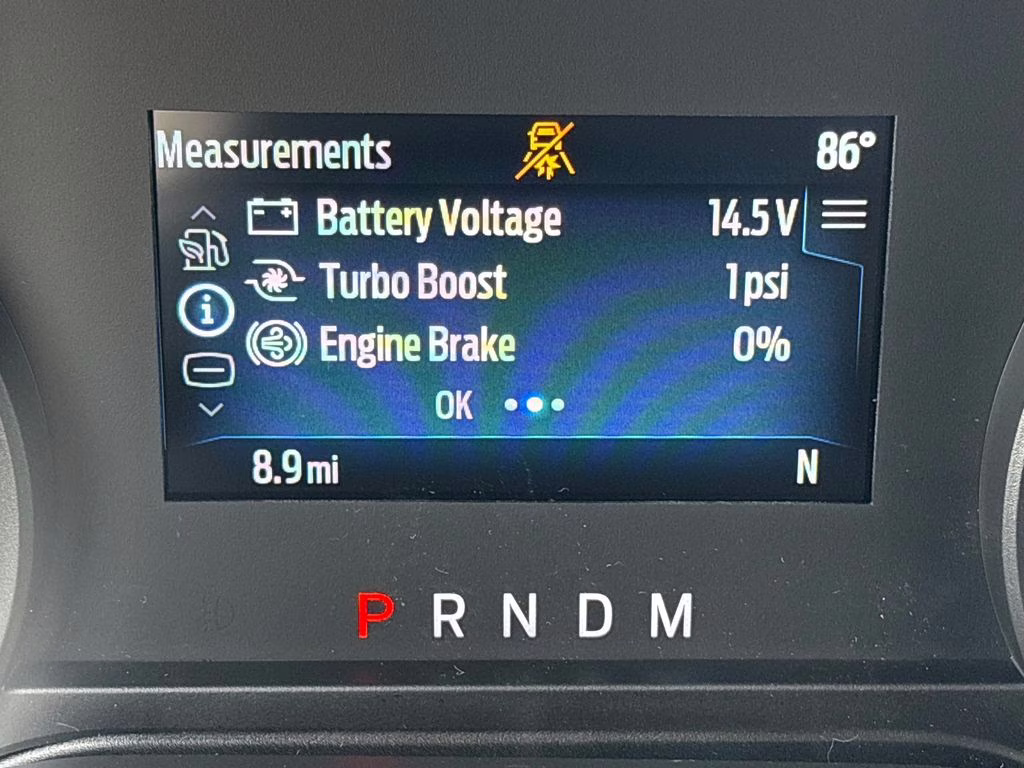 Measurements 86°
Battery Voltage 14.5 V
Turbo Boost 1 psi
Engine Brake 0%
OK
8.9 mi N
P R N D M